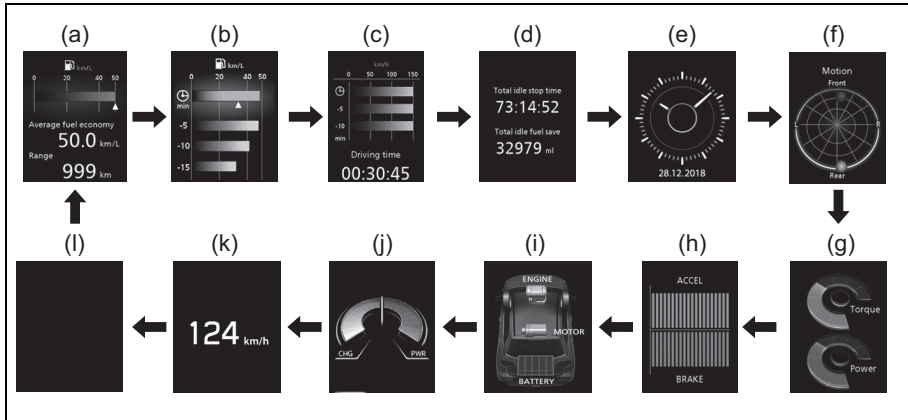 (a)
(b)
(c)
(d)
(e)
(f)
km/L
0 20 40 50
Average fuel economy
50.0 km/L
Range
999 km
km/L
0 20 40 50
min
-5
-10
-15
km/h
0 50 100 150
-5
-10
min
Driving time
00:30:45
Total idle stop time
73:14:52
Total idle fuel save
32979 ml
28.12.2018
Motion
Front
L R
Rear
(l)
(k)
(j)
(i)
(h)
(g)
124 km/h
CHG PWR
ENGINE
MOTOR
BATTERY
ACCEL
BRAKE
Torque
Power